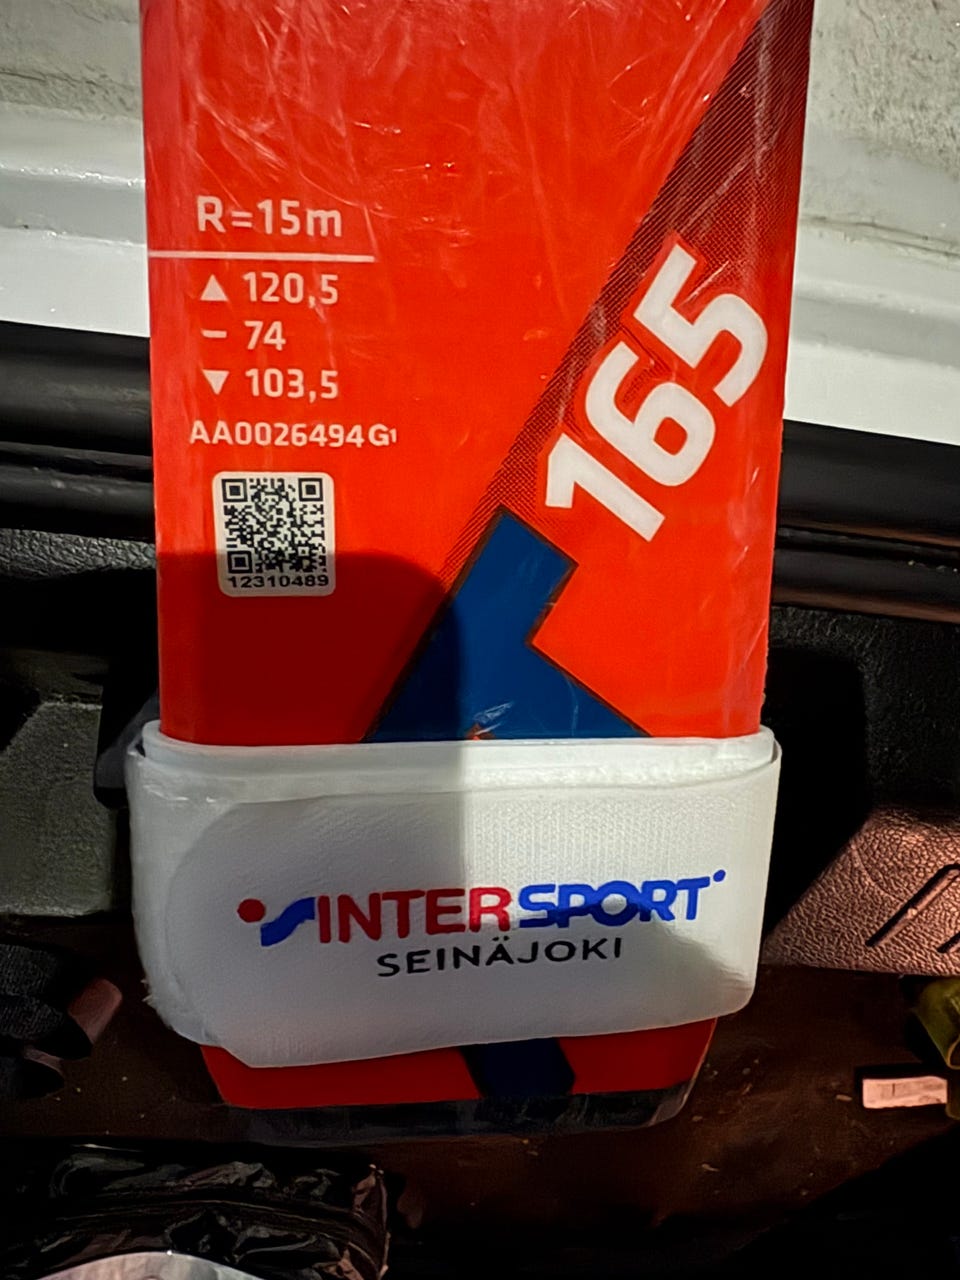 R=15m
▲ 120,5
– 74
▼ 103,5
AA0026494G¹
12310489
165
INTERSPORT
SEINÄJOKI